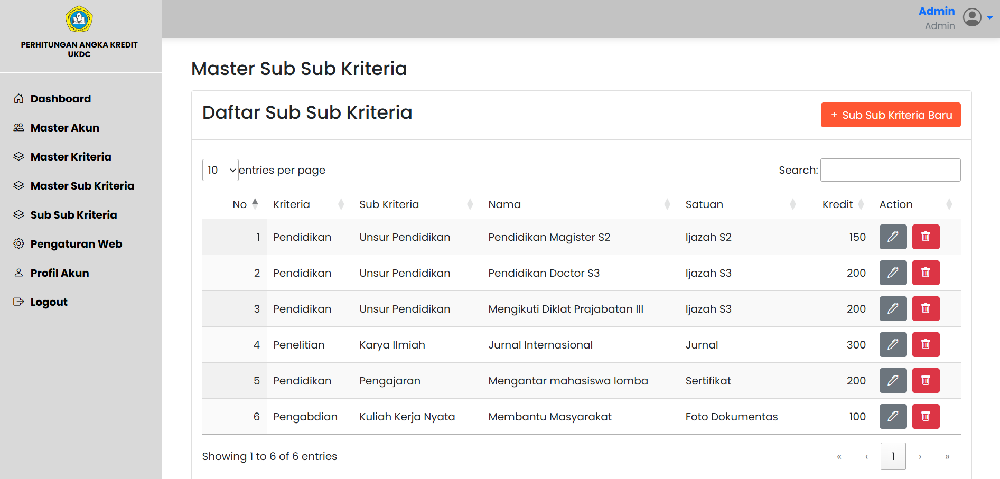 PERHITUNGAN ANGKA KREDIT
UKDC
Dashboard
Master Akun
Master Kriteria
Master Sub Kriteria
Sub Sub Kriteria
Pengaturan Web
Profil Akun
Logout
Admin
Admin
Master Sub Sub Kriteria
Daftar Sub Sub Kriteria
+ Sub Sub Kriteria Baru
10 entries per page
Search:
No Kriteria Sub Kriteria Nama Satuan Kredit Action
1 Pendidikan Unsur Pendidikan Pendidikan Magister S2 Ijazah S2 150
2 Pendidikan Unsur Pendidikan Pendidikan Doctor S3 Ijazah S3 200
3 Pendidikan Unsur Pendidikan Mengikuti Diklat Prajabatan III Ijazah S3 200
4 Penelitian Karya Ilmiah Jurnal Internasional Jurnal 300
5 Pendidikan Pengajaran Mengantar mahasiswa lomba Sertifikat 200
6 Pengabdian Kuliah Kerja Nyata Membantu Masyarakat Foto Dokumentas 100
Showing 1 to 6 of 6 entries
« ‹ 1 › »